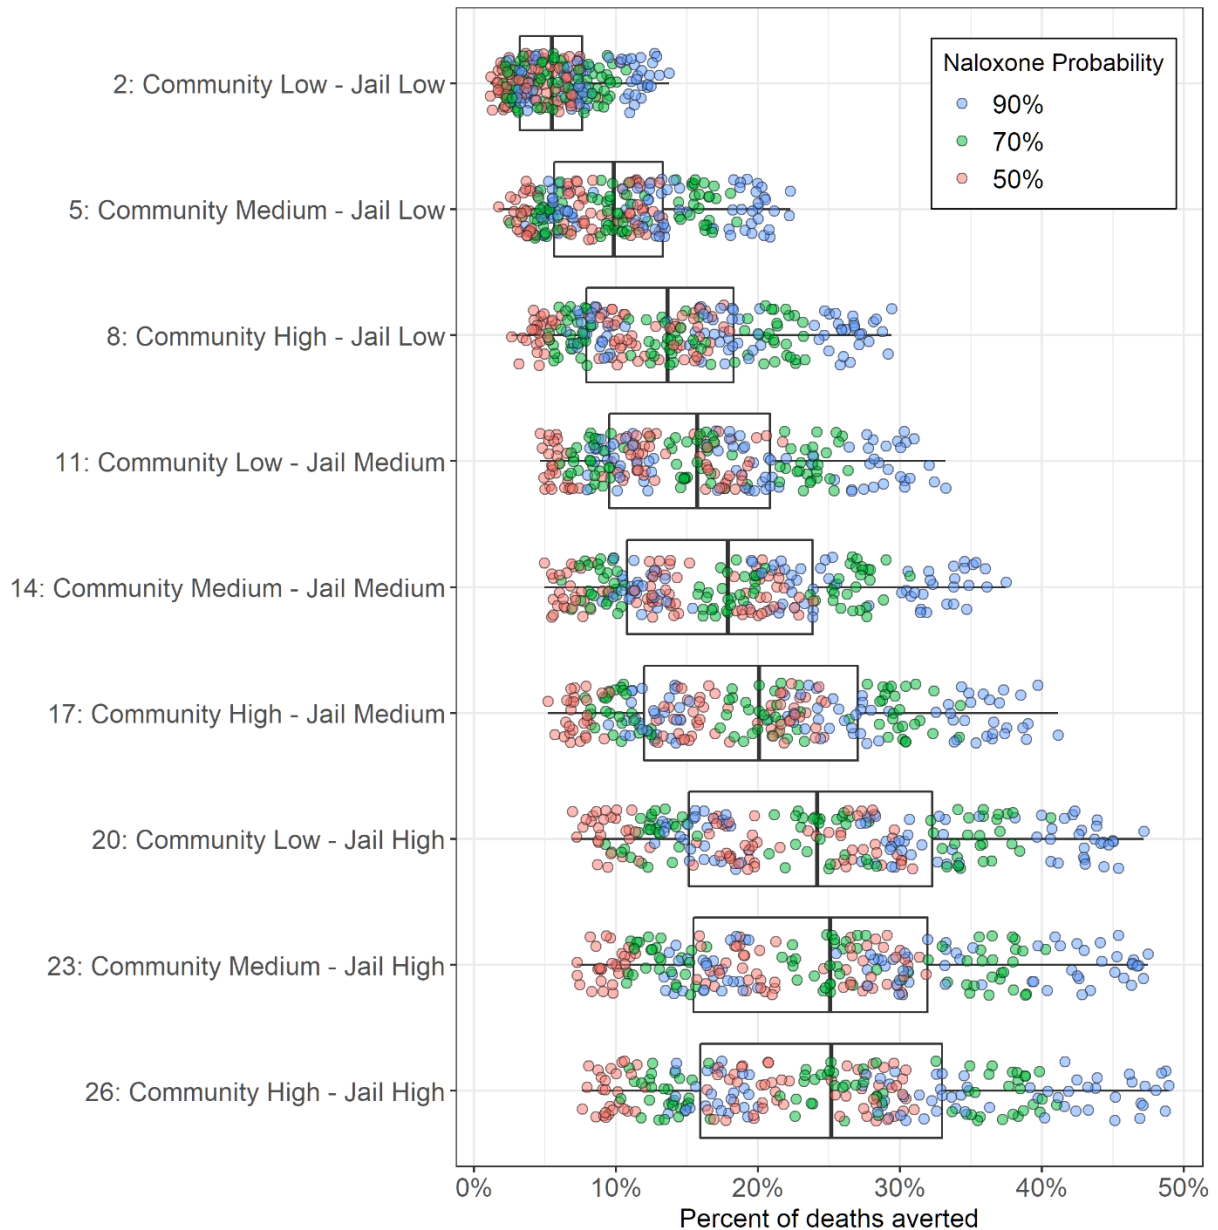 2: Community Low - Jail Low
5: Community Medium - Jail Low
8: Community High - Jail Low
11: Community Low - Jail Medium
14: Community Medium - Jail Medium
17: Community High - Jail Medium
20: Community Low - Jail High
23: Community Medium - Jail High
26: Community High - Jail High
Naloxone Probability
90%
70%
50%
0% 10% 20% 30% 40% 50%
Percent of deaths averted